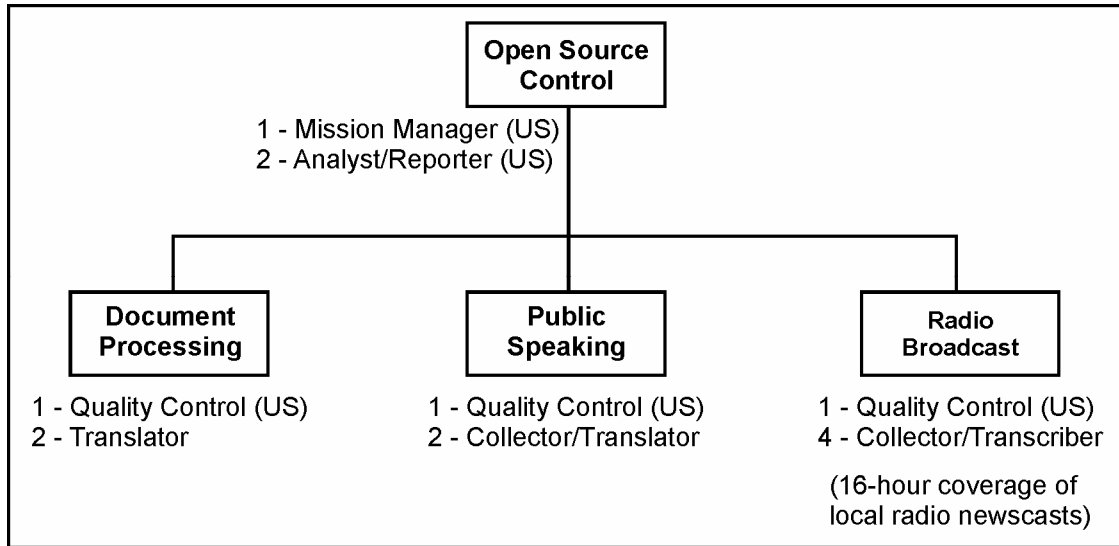 Open Source
Control
1 - Mission Manager (US)
2 - Analyst/Reporter (US)
Document
Processing
1 - Quality Control (US)
2 - Translator
Public
Speaking
1 - Quality Control (US)
2 - Collector/Translator
Radio
Broadcast
1 - Quality Control (US)
4 - Collector/Transcriber
(16-hour coverage of
local radio newscasts)